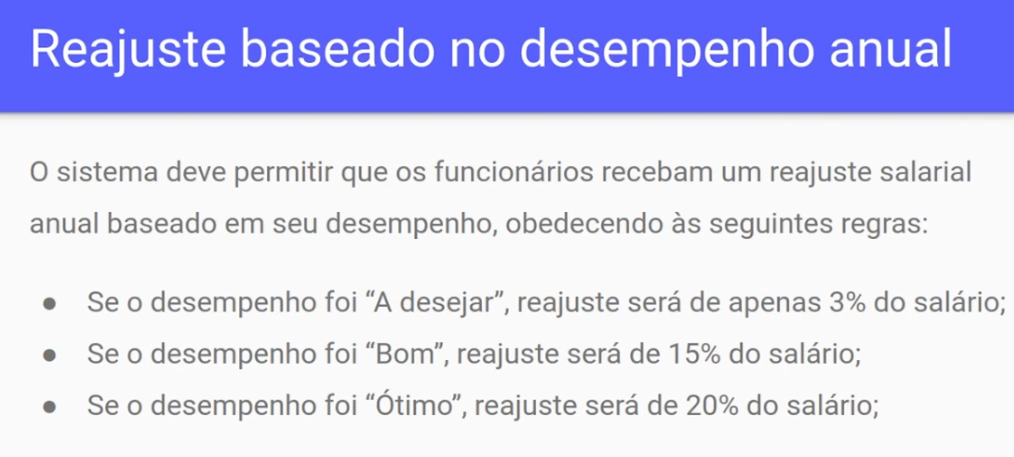 Reajuste baseado no desempenho anual
O sistema deve permitir que os funcionários recebam um reajuste salarial
anual baseado em seu desempenho, obedecendo às seguintes regras:
● Se o desempenho foi “A desejar”, reajuste será de apenas 3% do salário;
● Se o desempenho foi “Bom”, reajuste será de 15% do salário;
● Se o desempenho foi “Ótimo”, reajuste será de 20% do salário;